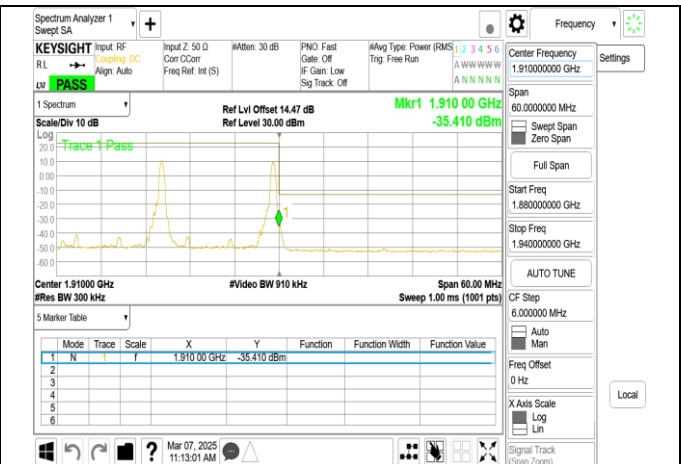 Spectrum Analyzer 1
Swept SA
+
Frequency
KEYSIGHT
Input: RF
Coupling: DC
Align: Auto
Input Z: 50 Ω
Corr CCorr
Freq Ref: Int (S)
#Atten: 30 dB
PNO: Fast
Gate: Off
IF Gain: Low
Sig Track: Off
#Avg Type: Power (RMS
Trig: Free Run
1 2 3 4 5 6
A W W W W W
A N N N N N
RL
LXI
PASS
Center Frequency
1.910000000 GHz
Settings
1 Spectrum
Scale/Div 10 dB
Ref Lvl Offset 14.47 dB
Ref Level 30.00 dBm
Mkr1 1.910 00 GHz
-35.410 dBm
Log
Trace 1 Pass
20.0
10.0
0.00
-10.0
-20.0
-30.0
-40.0
-50.0
-60.0
1
Center 1.91000 GHz
#Video BW 910 kHz
Span 60.00 MHz
#Res BW 300 kHz
Sweep 1.00 ms (1001 pts)
Span
60.0000000 MHz
Swept Span
Zero Span
Full Span
Start Freq
1.880000000 GHz
Stop Freq
1.940000000 GHz
AUTO TUNE
CF Step
6.000000 MHz
Auto
Man
Freq Offset
0 Hz
X Axis Scale
Log
Lin
Signal Track
(Span Zoom)
Local
5 Marker Table
Mode Trace Scale X Y Function Function Width Function Value
1 N 1 f 1.910 00 GHz -35.410 dBm
2
3
4
5
6
?
Mar 07, 2025
11:13:01 AM